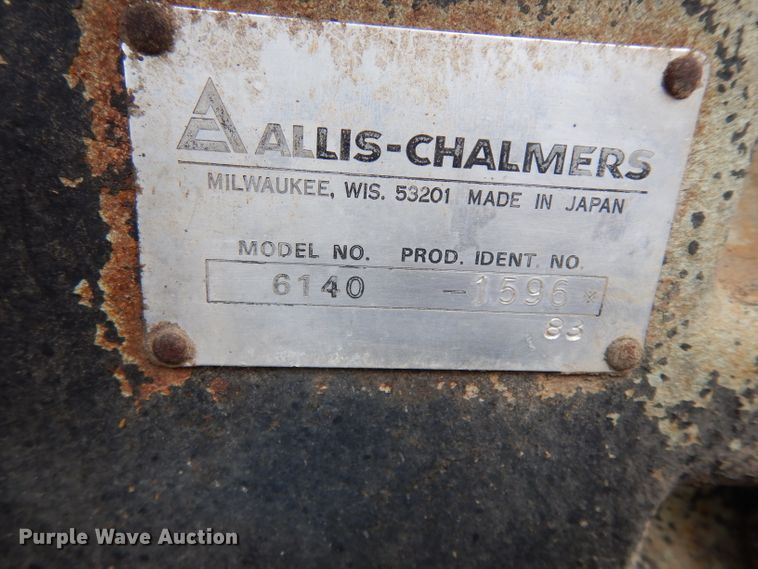 ALLIS-CHALMERS
MILWAUKEE, WIS. 53201 MADE IN JAPAN
MODEL NO. PROD. IDENT. NO.
6140 -1596*
83
Purple Wave Auction